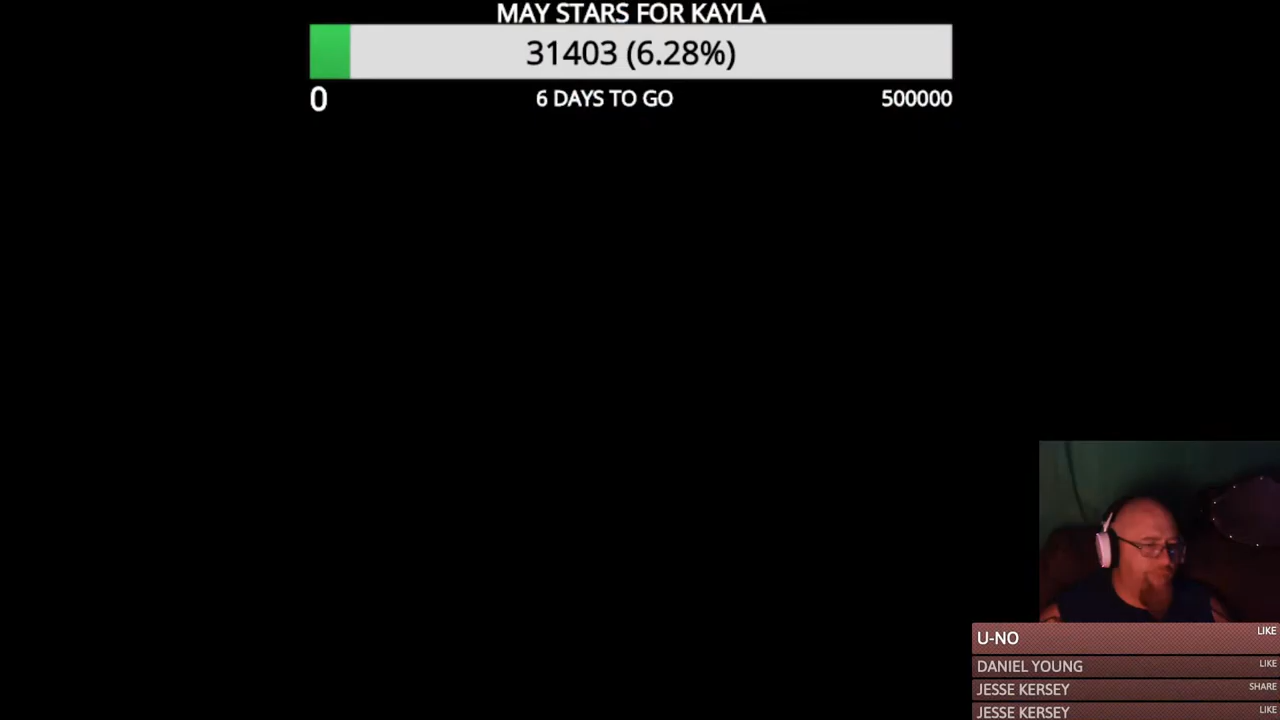 MAY STARS FOR KAYLA
31403 (6.28%)
0 6 DAYS TO GO 500000
U-NO LIKE
DANIEL YOUNG LIKE
JESSE KERSEY SHARE
JESSE KERSEY LIKE